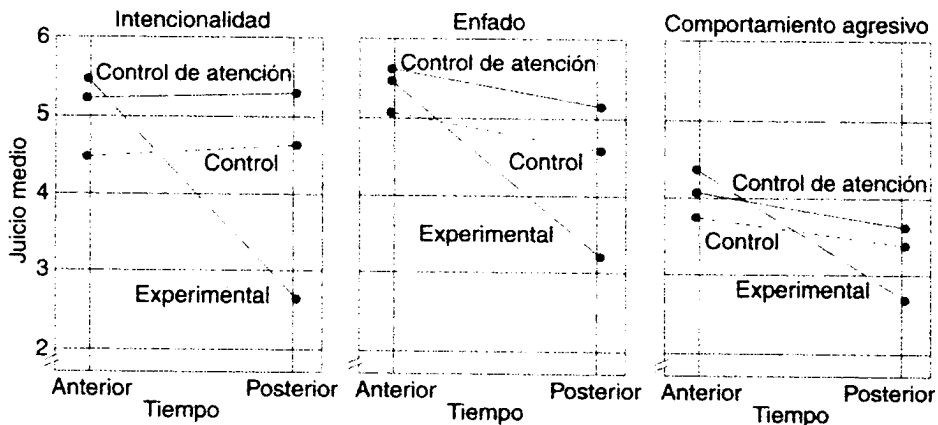 Intencionalidad
Enfado
Comportamiento agresivo
Juicio medio
6
5
4
3
2
Control de atención
Control
Experimental
Anterior
Posterior
Tiempo
Control de atención
Control
Experimental
Anterior
Posterior
Tiempo
Control de atención
Control
Experimental
Anterior
Posterior
Tiempo